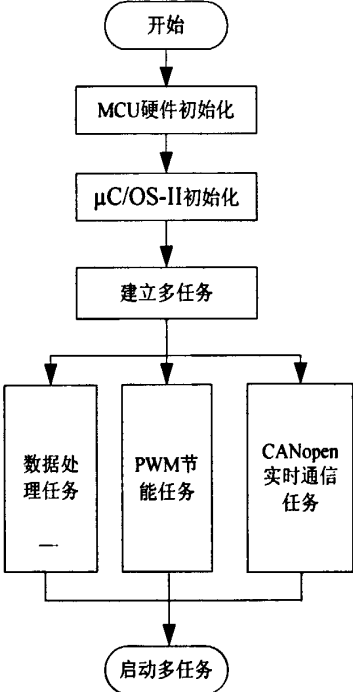 开始
MCU硬件初始化
μC/OS-II初始化
建立多任务
数据处
理任务
PWM节
能任务
CANopen
实时通信
任务
启动多任务